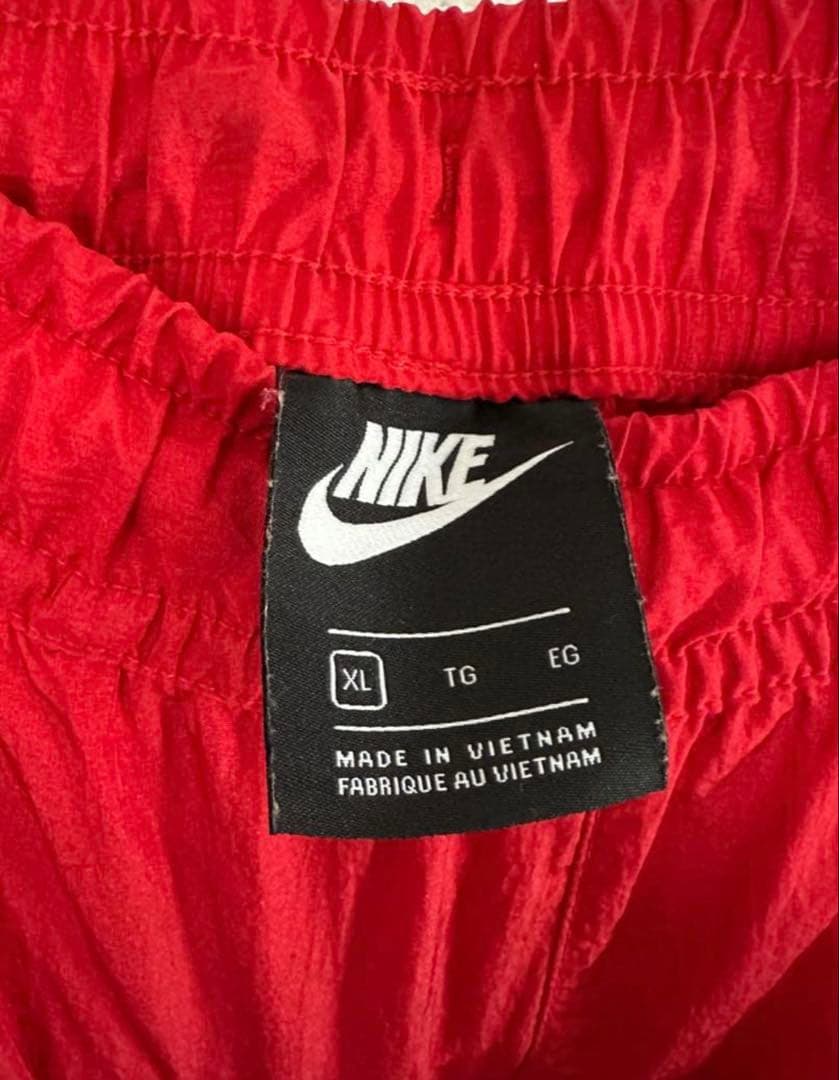 NIKE
XL TG EG
MADE IN VIETNAM
FABRIQUE AU VIETNAM